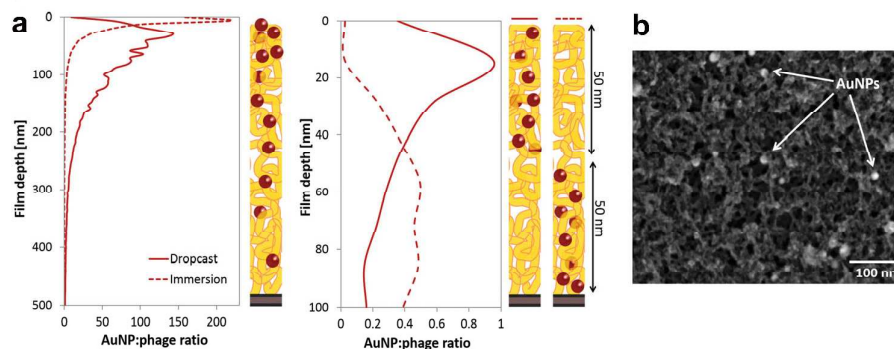 a
Film depth [nm]
0
100
200
300
400
500
0 50 100 150 200
AuNP:phage ratio
Dropcast
Immersion
Film depth [nm]
0
20
40
60
80
100
0 0.2 0.4 0.6 0.8 1
AuNP:phage ratio
50 nm
50 nm
b
AuNPs
100 nm